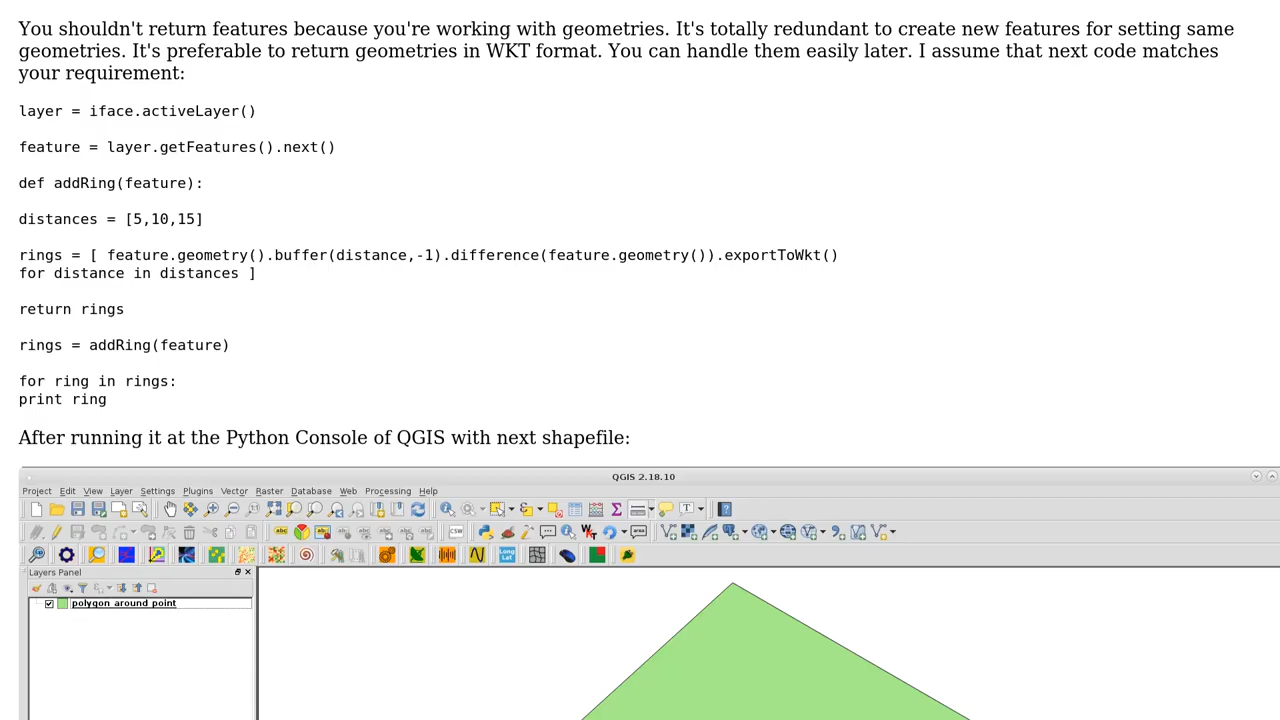 You shouldn't return features because you're working with geometries. It's totally redundant to create new features for setting same
geometries. It's preferable to return geometries in WKT format. You can handle them easily later. I assume that next code matches
your requirement:
layer = iface.activeLayer()
feature = layer.getFeatures().next()
def addRing(feature):
distances = [5,10,15]
rings = [ feature.geometry().buffer(distance,-1).difference(feature.geometry()).exportToWkt()
for distance in distances ]
return rings
rings = addRing(feature)
for ring in rings:
print ring
After running it at the Python Console of QGIS with next shapefile:
QGIS 2.18.10
Project Edit View Layer Settings Plugins Vector Raster Database Web Processing Help
Layers Panel
polygon_around_point